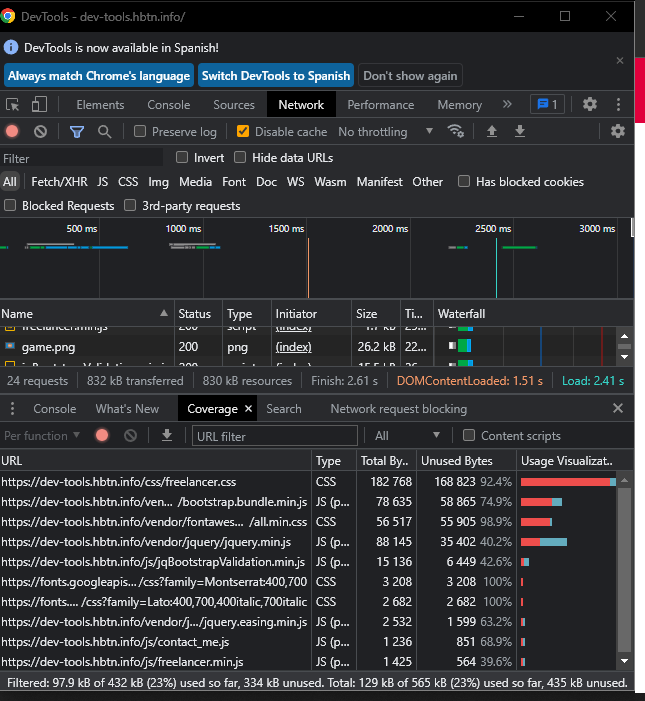 DevTools - dev-tools.hbtn.info/
DevTools is now available in Spanish!
Always match Chrome's language Switch DevTools to Spanish Don't show again
Elements Console Sources Network Performance Memory 1
Preserve log Disable cache No throttling
Filter Invert Hide data URLs
All Fetch/XHR JS CSS Img Media Font Doc WS Wasm Manifest Other Has blocked cookies
Blocked Requests 3rd-party requests
500 ms 1000 ms 1500 ms 2000 ms 2500 ms 3000 ms
Name Status Type Initiator Size Ti... Waterfall
freelancer.min.js 200 script (index)
game.png 200 png (index) 26.2 kB 22...
24 requests 832 kB transferred 830 kB resources Finish: 2.61 s DOMContentLoaded: 1.51 s Load: 2.41 s
Console What's New Coverage Search Network request blocking
Per function URL filter All Content scripts
URL Type Total By.. Unused Bytes Usage Visualizat..
https://dev-tools.hbtn.info/css/freelancer.css CSS 182 768 168 823 92.4%
https://dev-tools.hbtn.info/ven... /bootstrap.bundle.min.js JS (p... 78 635 58 865 74.9%
https://dev-tools.hbtn.info/vendor/fontawes... /all.min.css CSS 56 517 55 905 98.9%
https://dev-tools.hbtn.info/vendor/jquery/jquery.min.js JS (p... 88 145 35 402 40.2%
https://dev-tools.hbtn.info/js/jqBootstrapValidation.min.js JS (p... 15 136 6 449 42.6%
https://fonts.googleapis... /css?family=Montserrat:400,700 CSS 3 208 3 208 100%
https://fonts.... /css?family=Lato:400,700,400italic,700italic CSS 2 682 2 682 100%
https://dev-tools.hbtn.info/vendor/j.../jquery.easing.min.js JS (p... 2 532 1 599 63.2%
https://dev-tools.hbtn.info/js/contact_me.js JS (p... 1 236 851 68.9%
https://dev-tools.hbtn.info/js/freelancer.min.js JS (p... 1 425 564 39.6%
Filtered: 97.9 kB of 432 kB (23%) used so far, 334 kB unused. Total: 129 kB of 565 kB (23%) used so far, 435 kB unused.